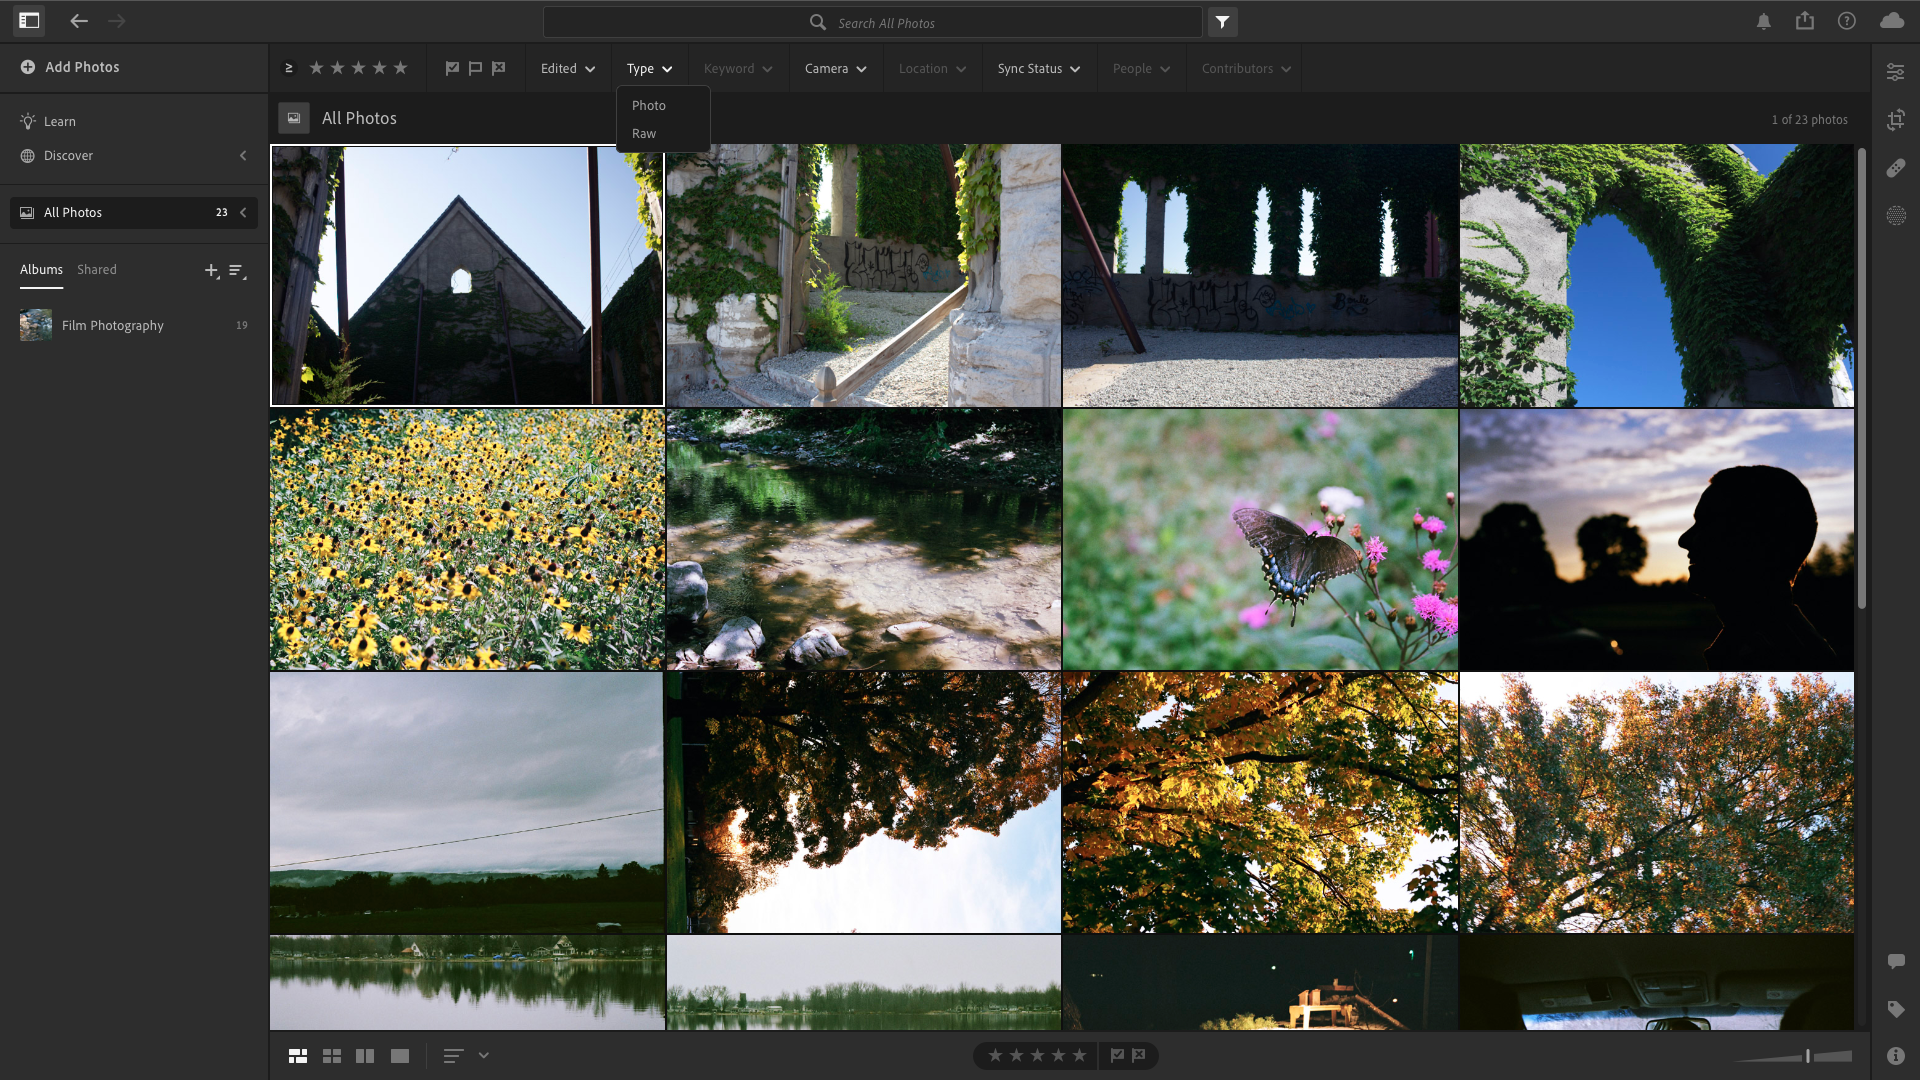 Search All Photos
Add Photos
≥
Edited
Type
Keyword
Camera
Location
Sync Status
People
Contributors
Photo
Raw
Learn
Discover
All Photos
1 of 23 photos
All Photos 23
Albums
Shared
Film Photography 19